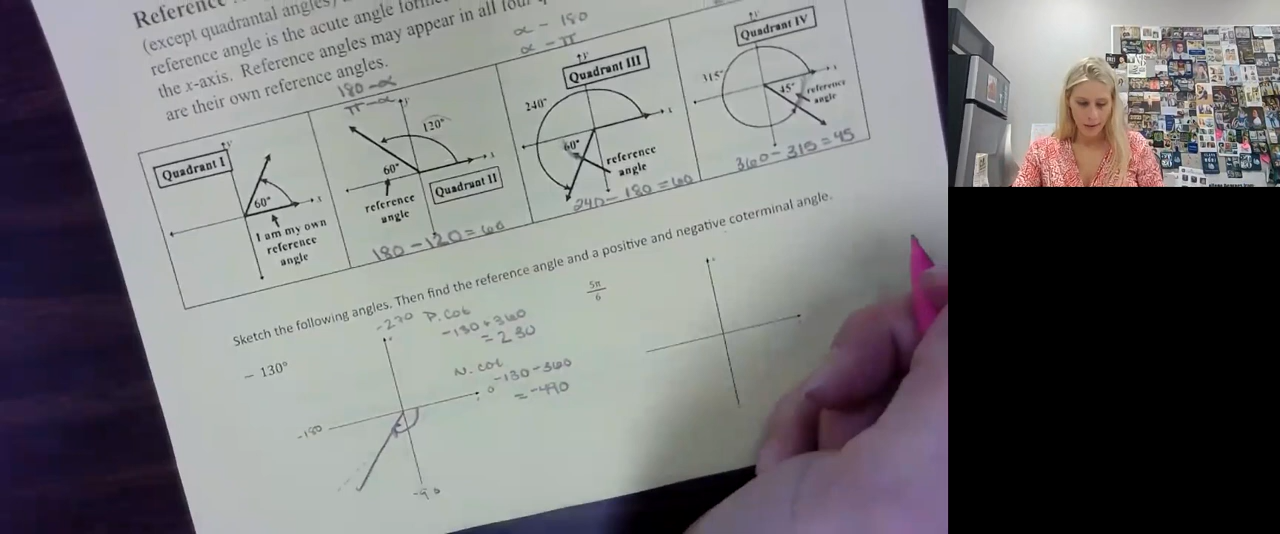 Reference
(except quadrantal angles)
reference angle is the acute angle formed
the x-axis. Reference angles may appear in all four
are their own reference angles.
180 - α
π - α
α - 180
α - π
Quadrant I
y
60°
x
I am my own
reference
angle
y
120°
60°
x
Quadrant II
reference
angle
180 - 120 = 60
y
Quadrant III
240°
x
60°
reference
angle
240 - 180 = 60
Quadrant IV
y
315°
x
45°
reference
angle
360 - 315 = 45
Sketch the following angles. Then find the reference angle and a positive and negative coterminal angle.
- 130°
-270
P. Cot
-130 + 360
= 230
N. cot
-130 - 360
= -490
0
-180
-90
5π
6